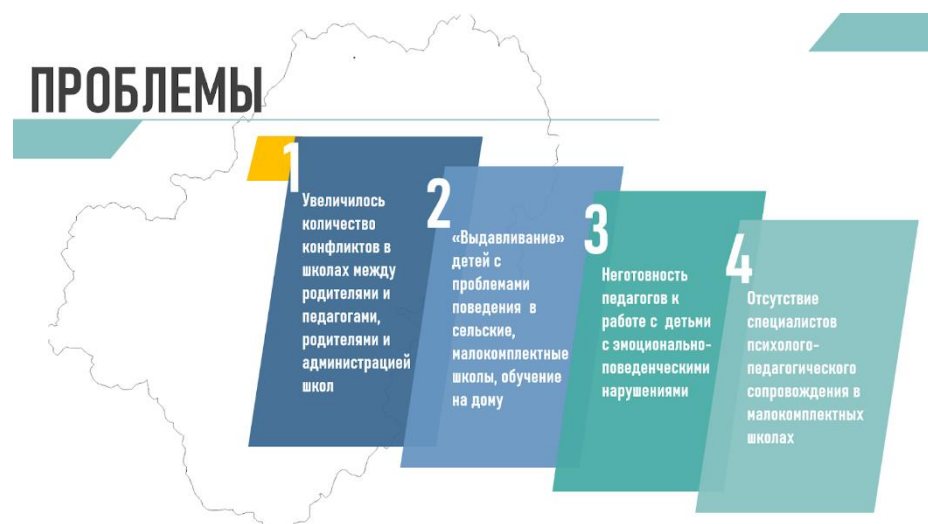 ПРОБЛЕМЫ
1
Увеличилось
количество
конфликтов в
школах между
родителями и
педагогами,
родителями и
администрацией
школ
2
«Выдавливание»
детей с
проблемами
поведения в
сельские,
малокомплектные
школы, обучение
на дому
3
Неготовность
педагогов к
работе с детьми
с эмоционально-
поведенческими
нарушениями
4
Отсутствие
специалистов
психолого-
педагогического
сопровождения в
малокомплектных
школах